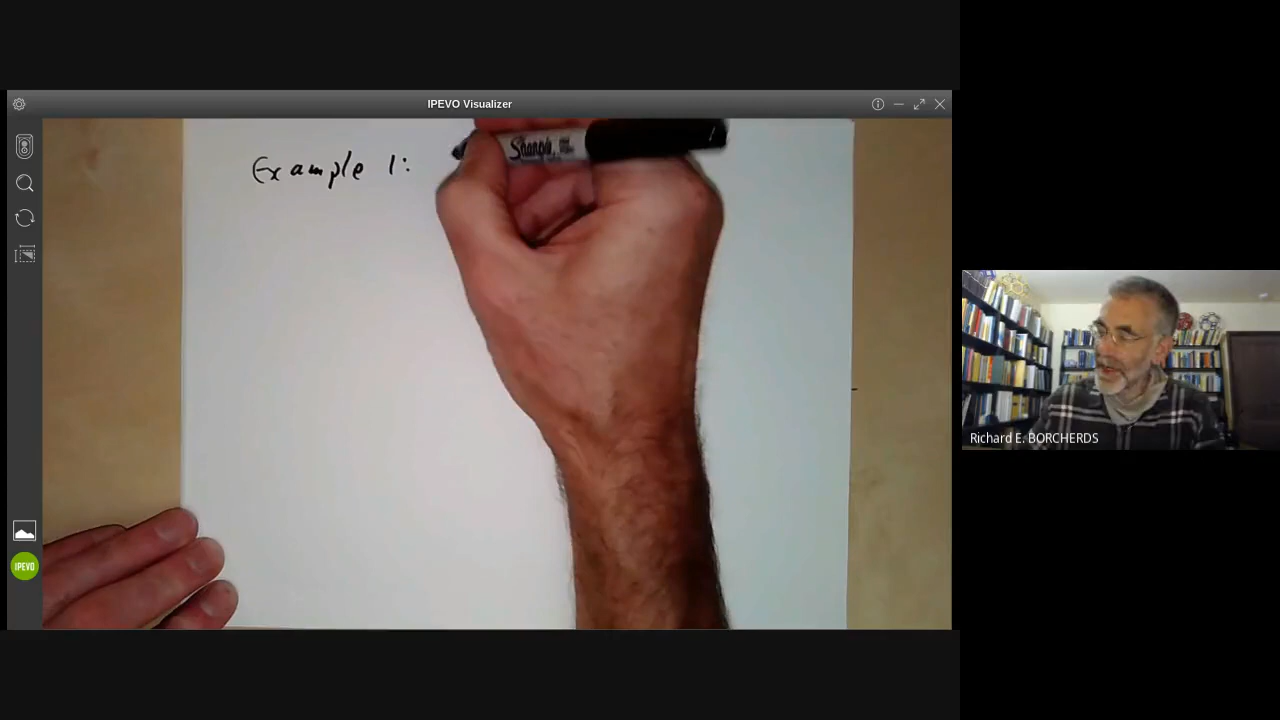 IPEVO Visualizer
Example 1:
Sharpie
Richard E. BORCHERDS
IPEVO